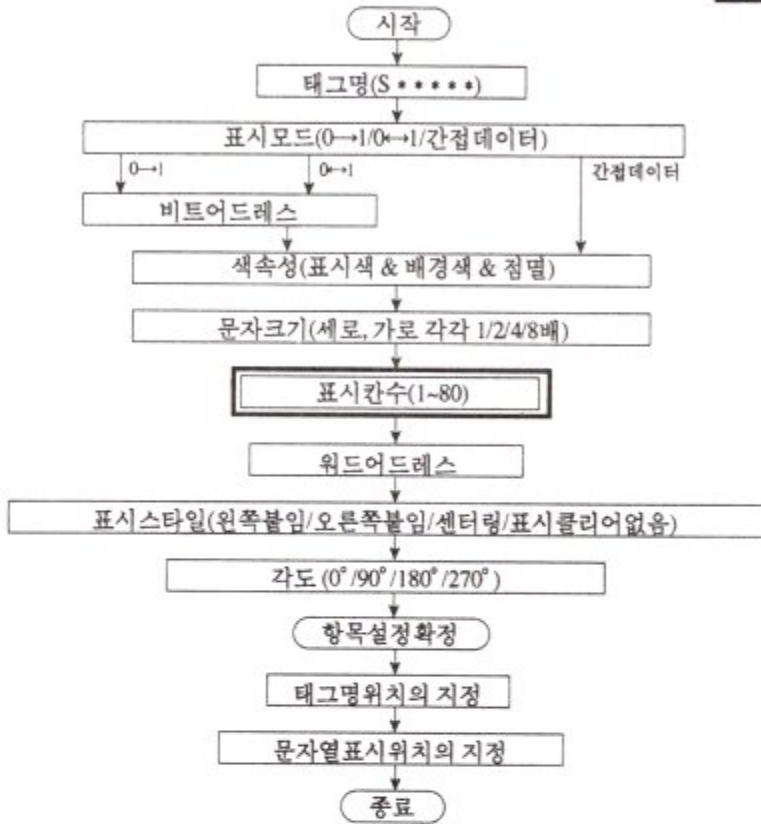 시작
태그명(S * * * * *)
표시모드(0→1/0↔1/간접데이터)
0→1 0↔1 간접데이터
비트어드레스
색속성(표시색 & 배경색 & 점멸)
문자크기(세로, 가로 각각 1/2/4/8배)
표시칸수(1~80)
워드어드레스
표시스타일(왼쪽붙임/오른쪽붙임/센터링/표시클리어없음)
각도(0°/90°/180°/270°)
항목설정확정
태그명위치의 지정
문자열표시위치의 지정
종료